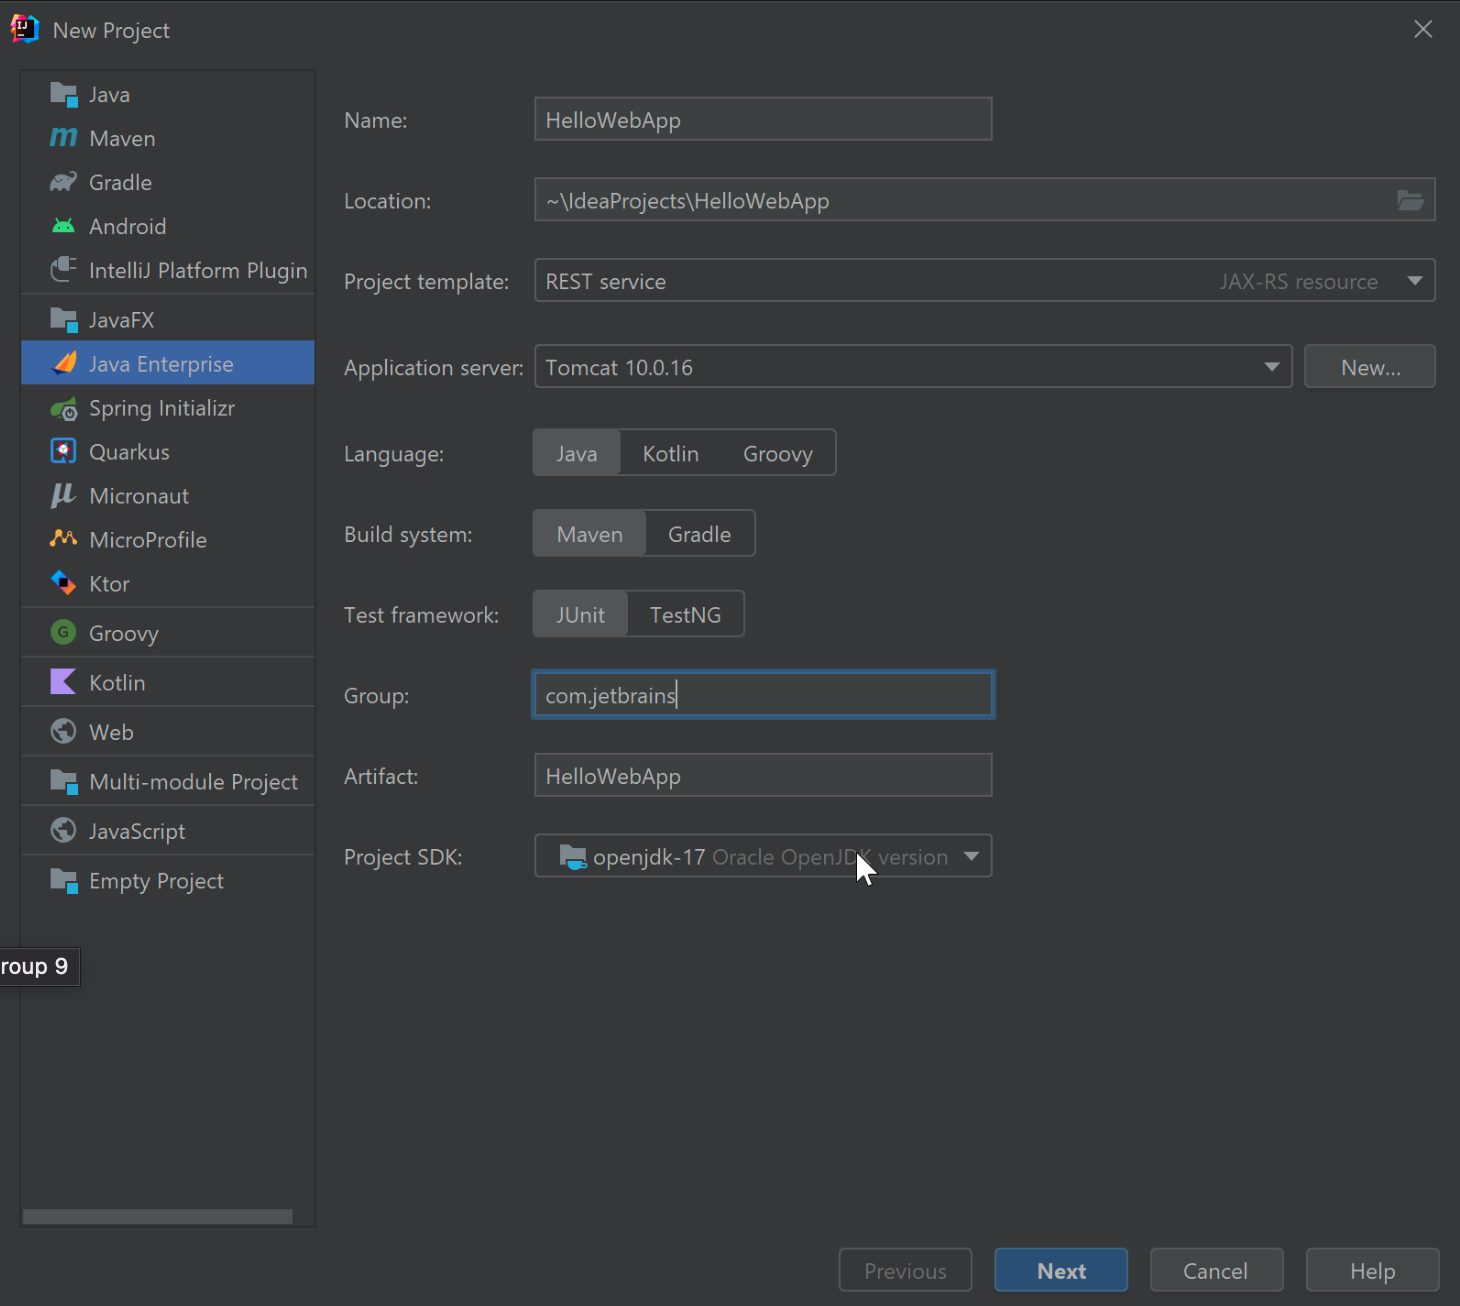 New Project
Java
Maven
Gradle
Android
IntelliJ Platform Plugin
JavaFX
Java Enterprise
Spring Initializr
Quarkus
Micronaut
MicroProfile
Ktor
Groovy
Kotlin
Web
Multi-module Project
JavaScript
Empty Project
roup 9
Name: HelloWebApp
Location: ~\IdeaProjects\HelloWebApp
Project template: REST service JAX-RS resource
Application server: Tomcat 10.0.16 New...
Language: Java Kotlin Groovy
Build system: Maven Gradle
Test framework: JUnit TestNG
Group: com.jetbrains
Artifact: HelloWebApp
Project SDK: openjdk-17 Oracle OpenJDK version
Previous Next Cancel Help